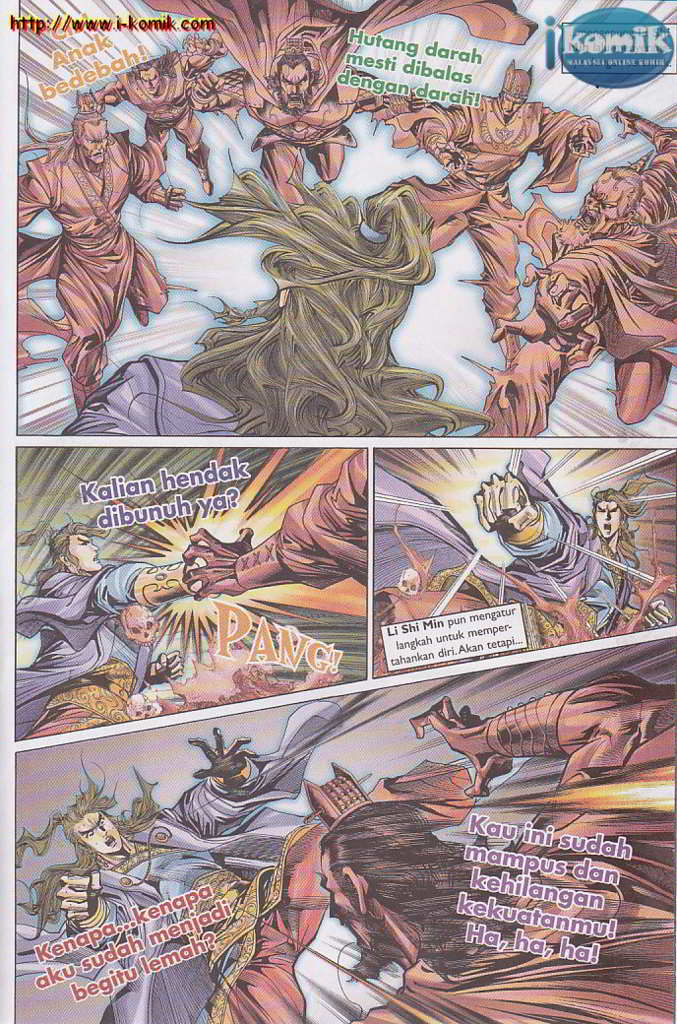 http://www.i-komik.com
ikomik
MALAYSIA ONLINE KOMIK
Anak
bedebah!
Hutang darah
mesti dibalas
dengan darah!
Kalian hendak
dibunuh ya?
PANG!
Li Shi Min pun mengatur
langkah untuk memper-
tahankan diri. Akan tetapi...
Kau ini sudah
mampus dan
kehilangan
kekuatanmu!
Ha, ha, ha!
Kenapa...kenapa
aku sudah menjadi
begitu lemah?